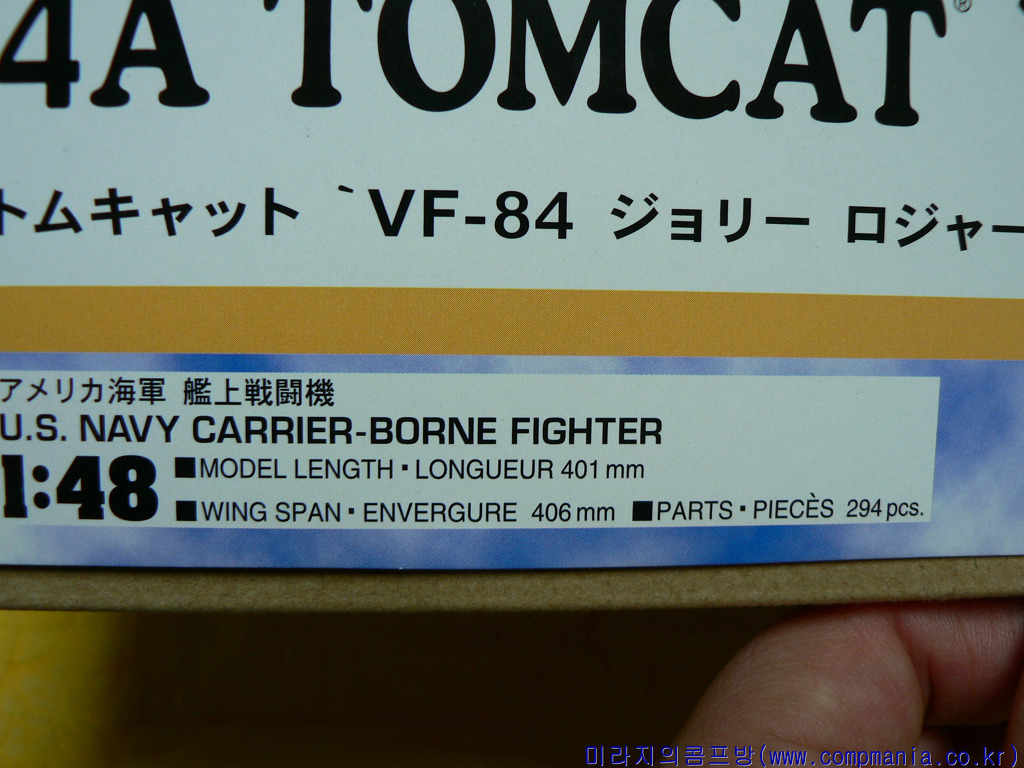 4A TOMCAT®
トムキャット `VF-84 ジョリー ロジャー
アメリカ海軍 艦上戦闘機
U.S. NAVY CARRIER-BORNE FIGHTER
1:48
■MODEL LENGTH・LONGUEUR 401 mm
■WING SPAN・ENVERGURE 406 mm ■PARTS・PIECÈS 294 pcs.
미라지의콤프방(www.compmania.co.kr)